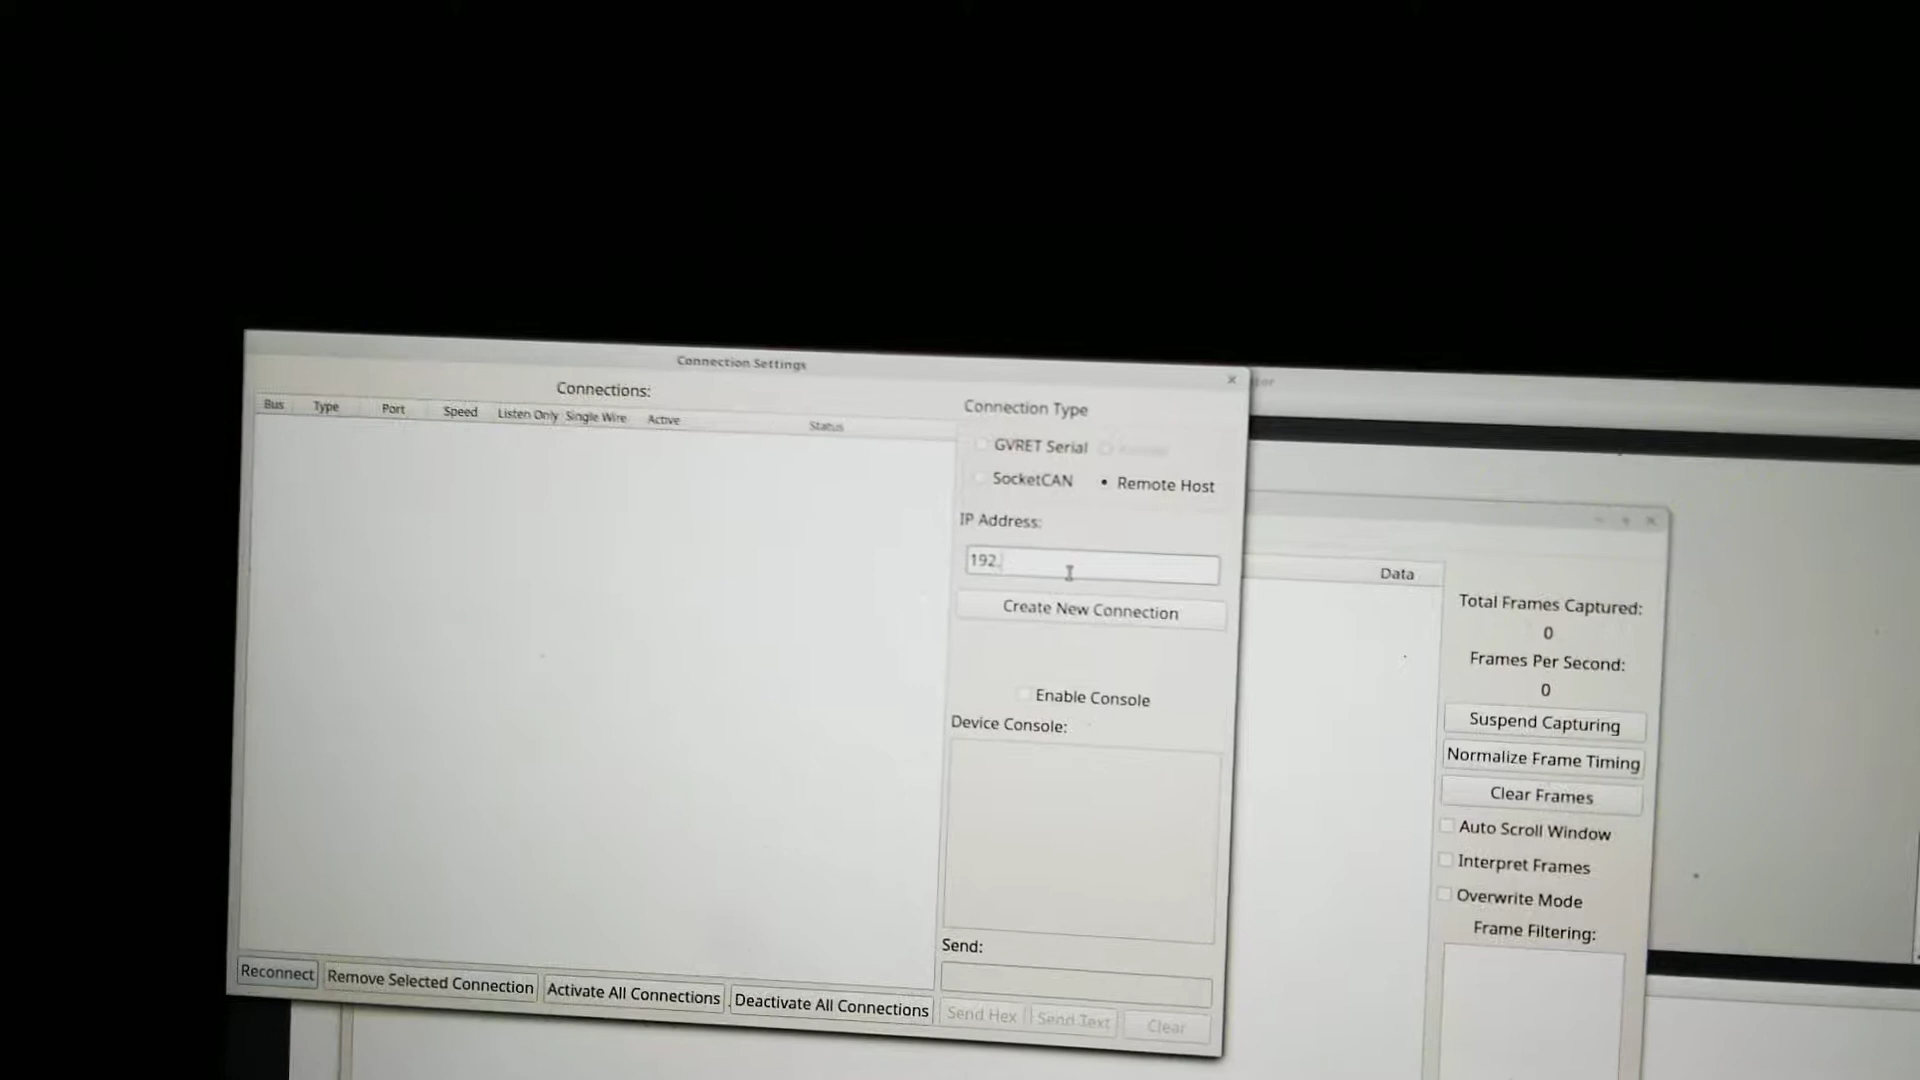 Connection Settings
Connections:
Bus Type Port Speed Listen Only Single Wire Active Status
Connection Type
GVRET Serial
SocketCAN Remote Host
IP Address:
192.
Create New Connection
Enable Console
Device Console:
Send:
Send Hex Send Text Clear
Reconnect Remove Selected Connection Activate All Connections Deactivate All Connections
Data
Total Frames Captured:
0
Frames Per Second:
0
Suspend Capturing
Normalize Frame Timing
Clear Frames
Auto Scroll Window
Interpret Frames
Overwrite Mode
Frame Filtering: